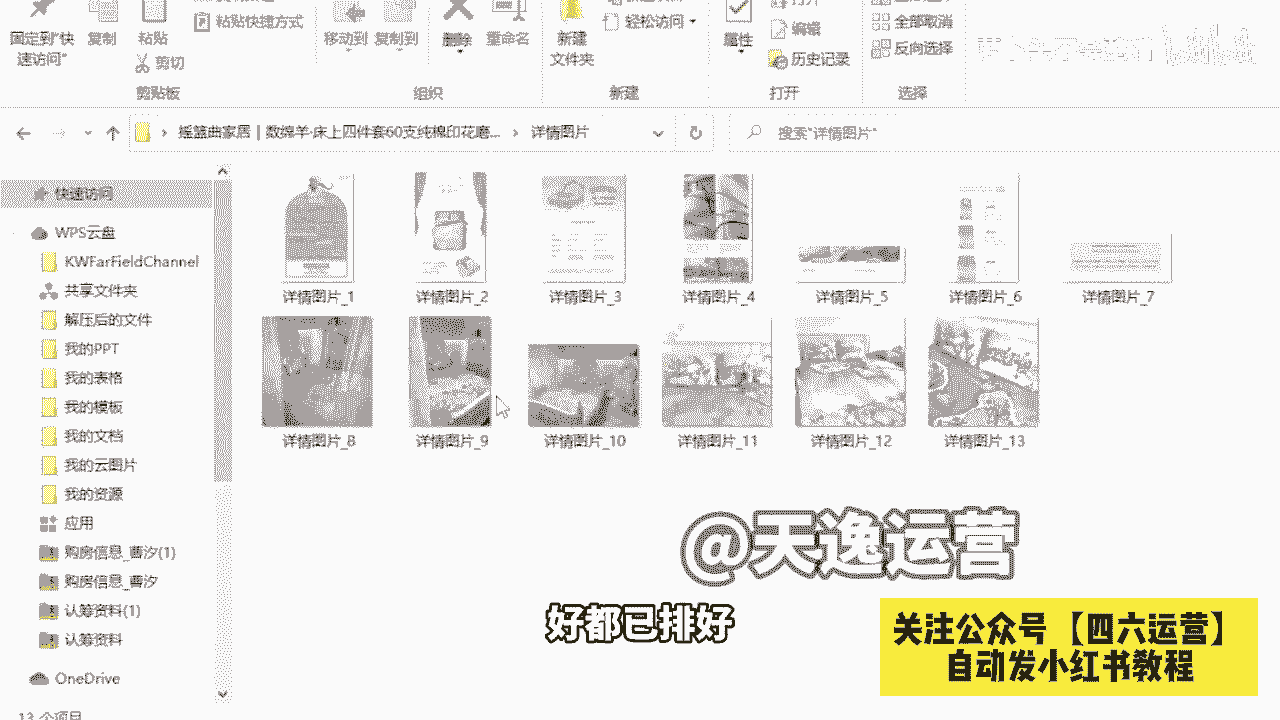 固定到"快
速访问"
复制
粘贴
粘贴快捷方式
剪切
剪贴板
移动到
复制到
删除
重命名
组织
新建
文件夹
轻松访问
新建
属性
打开
编辑
历史记录
打开
全部取消
反向选择
选择
摇篮曲家居 | 数绵羊·床上四件套60支纯棉印花磨...
详情图片
搜索"详情图片"
快速访问
WPS云盘
KWFarFieldChannel
共享文件夹
解压后的文件
我的PPT
我的表格
我的模板
我的文档
我的云图片
我的资源
应用
购房信息_曹汐(1)
购房信息_曹汐
认筹资料(1)
认筹资料
OneDrive
13 个项目
详情图片_1
详情图片_2
详情图片_3
详情图片_4
详情图片_5
详情图片_6
详情图片_7
详情图片_8
详情图片_9
详情图片_10
详情图片_11
详情图片_12
详情图片_13
@天逸运营
好都已排好
关注公众号【四六运营】
自动发小红书教程